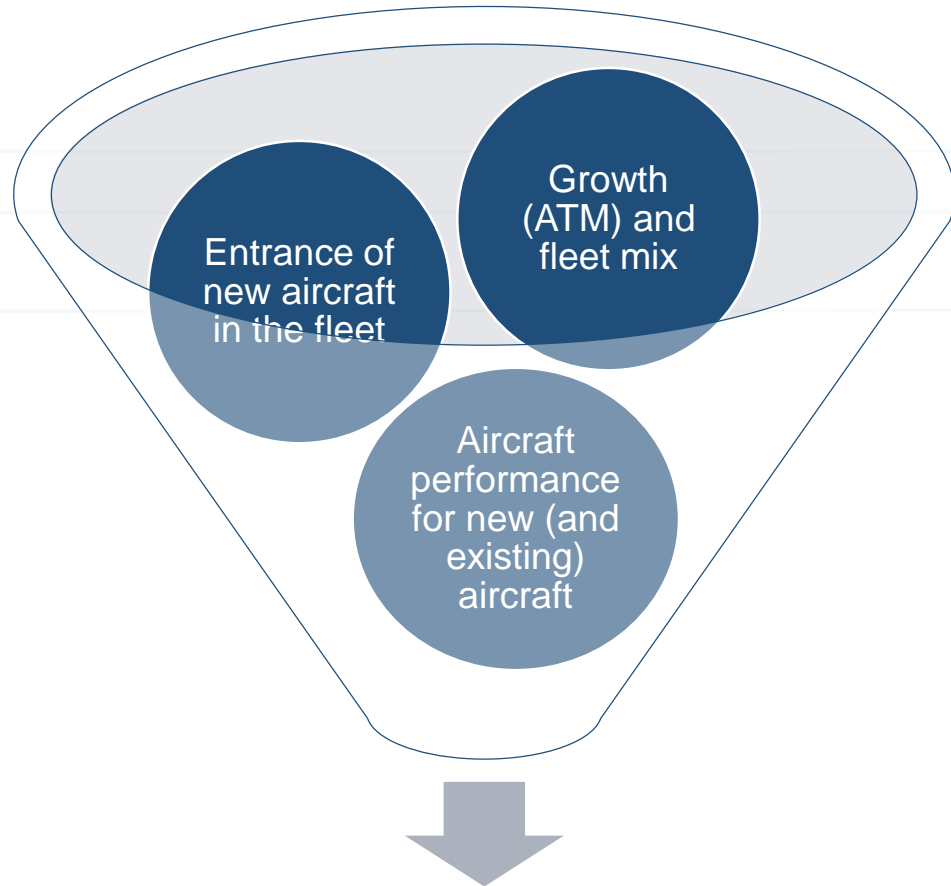 Entrance of
new aircraft
in the fleet
Growth
(ATM) and
fleet mix
Aircraft
performance
for new (and
existing)
aircraft